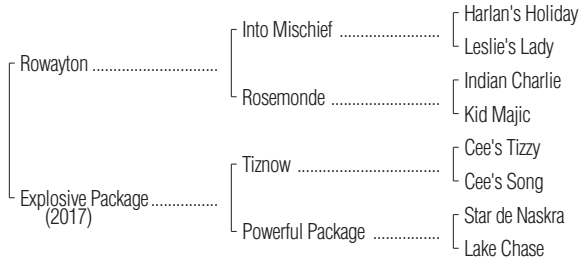 Harlan's Holiday
Into Mischief ......................
Leslie's Lady
Rowayton ...........................
Indian Charlie
Rosemonde ........................
Kid Majic
Cee's Tizzy
Tiznow ..............................
Cee's Song
Explosive Package ..............
(2017)
Star de Naskra
Powerful Package ..............
Lake Chase